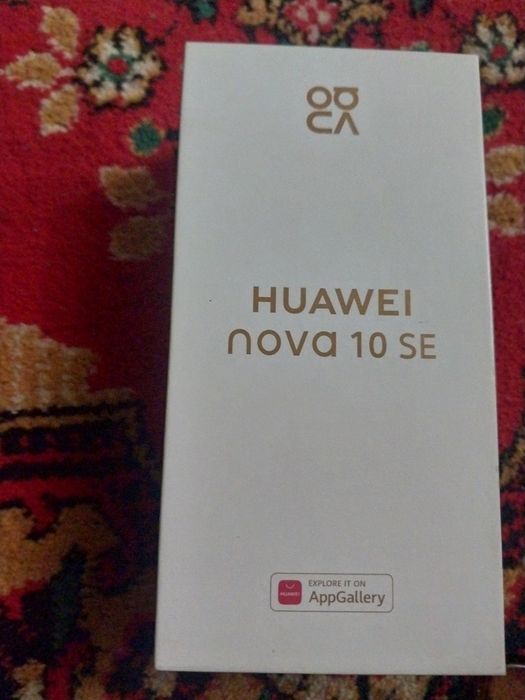 HUAWEI
nova 10 SE
EXPLORE IT ON
HUAWEI
AppGallery